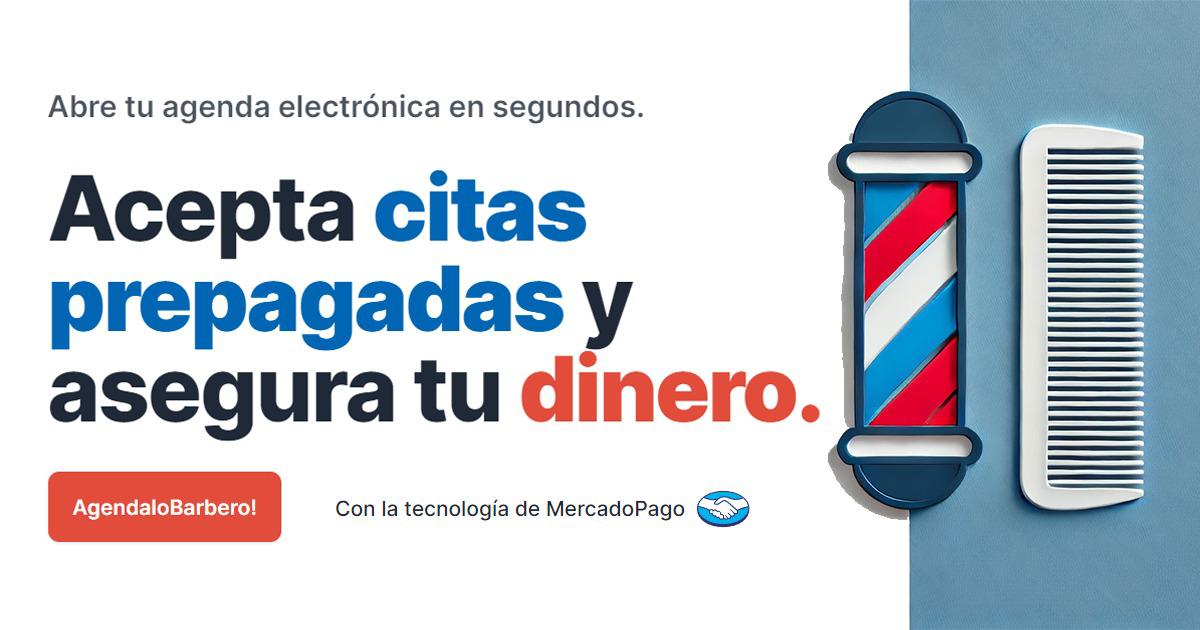 Abre tu agenda electrónica en segundos.
Acepta citas
prepagadas y
asegura tu dinero.
AgendaloBarbero!
Con la tecnología de MercadoPago